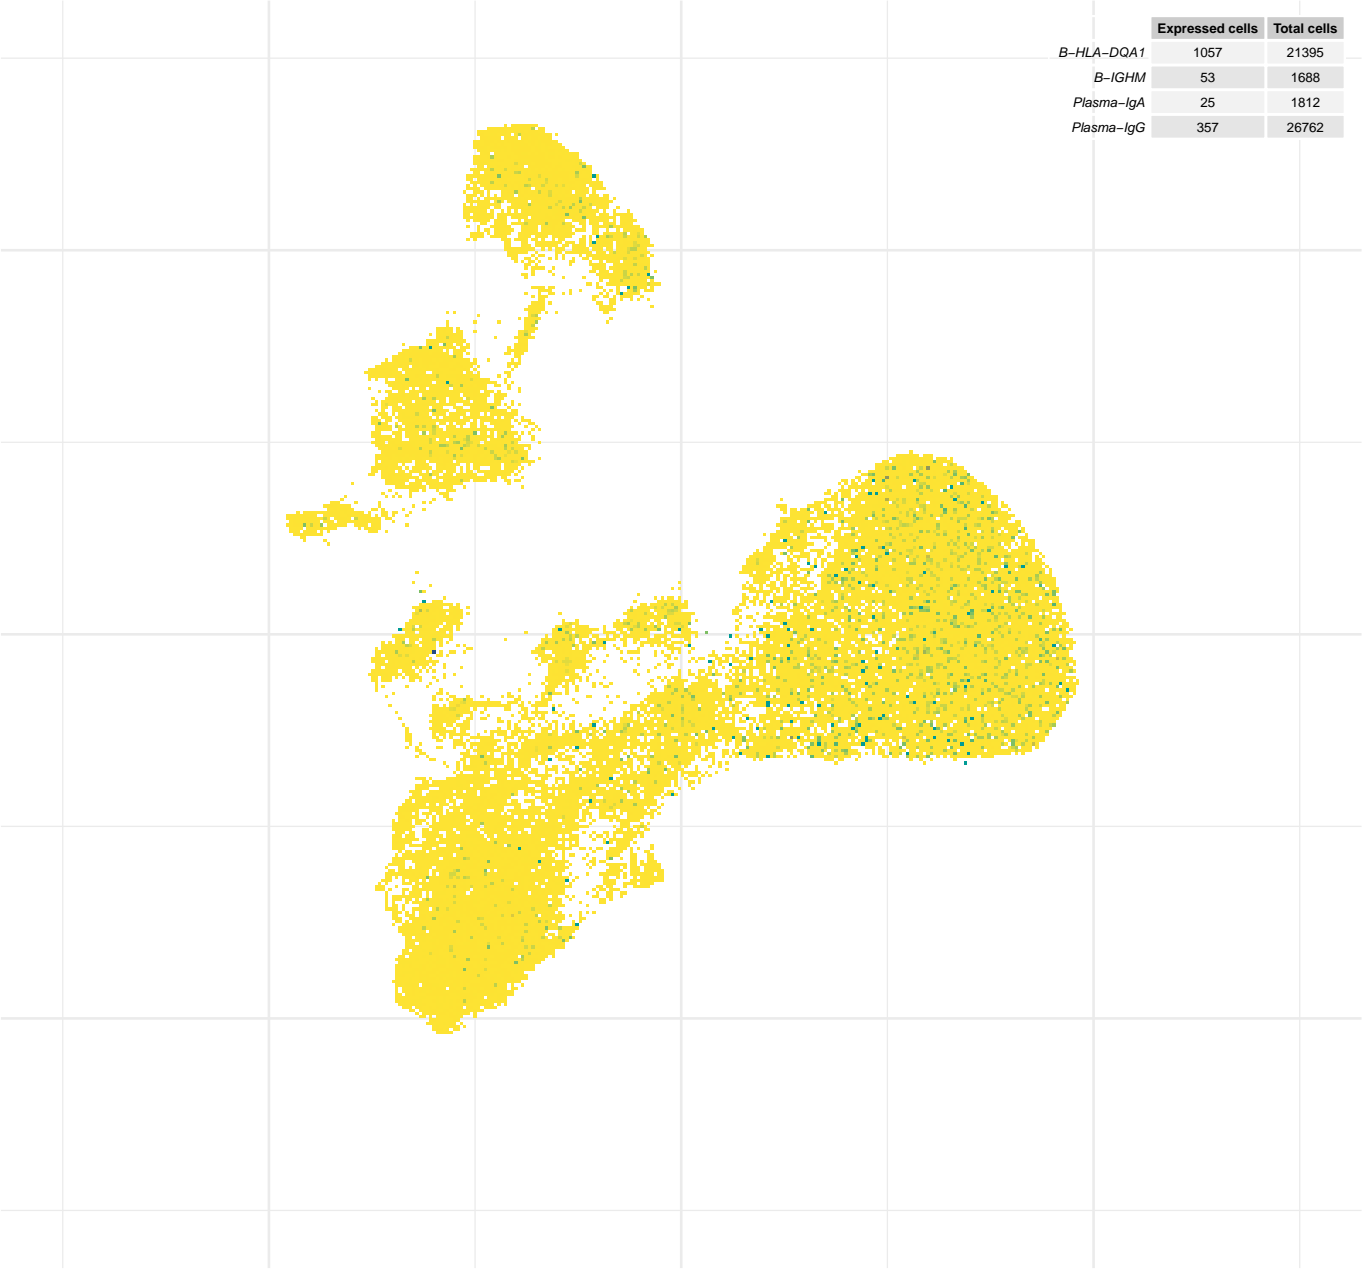 Expressed cells Total cells
B−HLA−DQA1 1057 21395
B−IGHM 53 1688
Plasma−IgA 25 1812
Plasma−IgG 357 26762